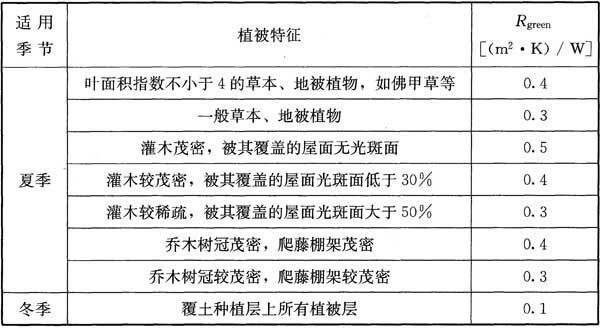 适用
季节
植被特征
Rgreen
[(m²·K)/W]
夏季
叶面积指数不小于4的草本、地被植物，如佛甲草等
0.4
一般草本、地被植物
0.3
灌木茂密，被其覆盖的屋面无光斑面
0.5
灌木较茂密，被其覆盖的屋面光斑面低于30％
0.4
灌木较稀疏，被其覆盖的屋面光斑面大于50％
0.3
乔木树冠茂密，爬藤棚架茂密
0.4
乔木树冠较茂密，爬藤棚架较茂密
0.3
冬季
覆土种植层上所有植被层
0.1